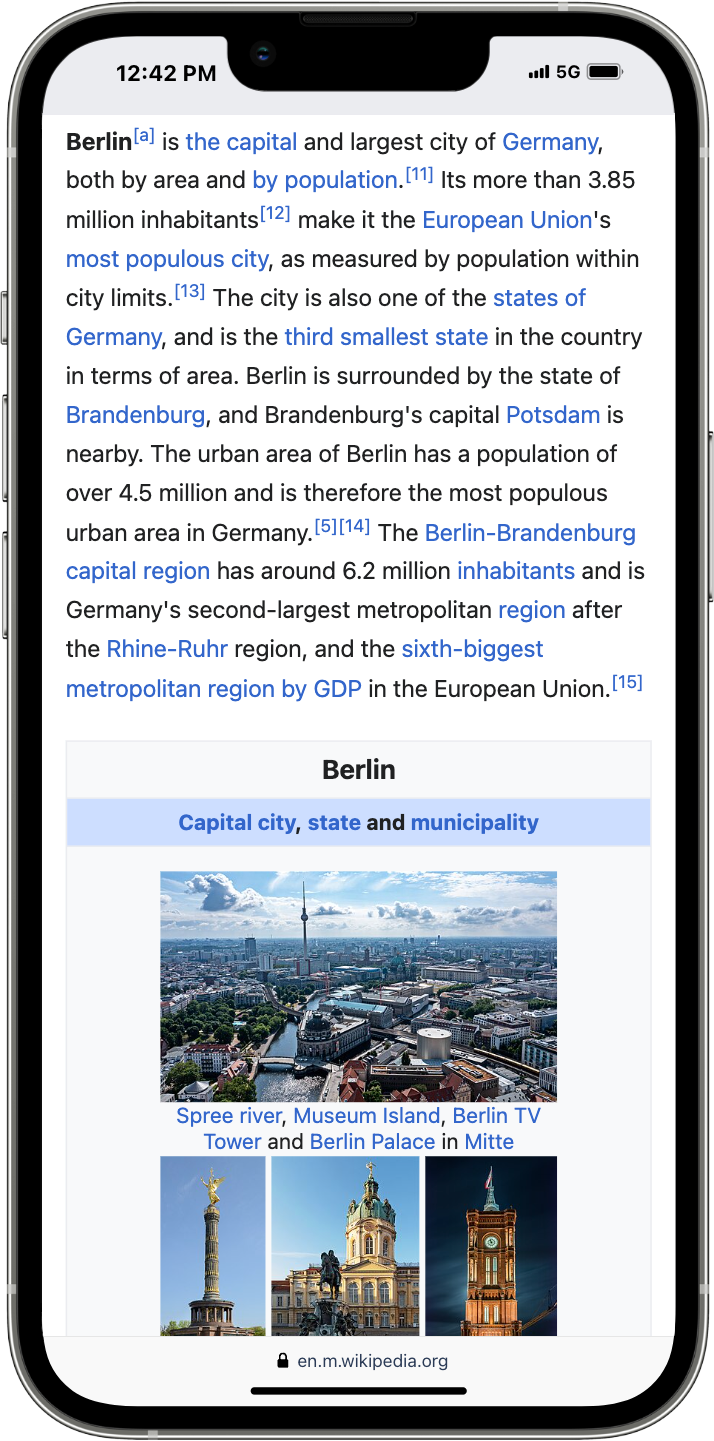 12:42 PM 5G
Berlin[a] is the capital and largest city of Germany,
both by area and by population.[11] Its more than 3.85
million inhabitants[12] make it the European Union's
most populous city, as measured by population within
city limits.[13] The city is also one of the states of
Germany, and is the third smallest state in the country
in terms of area. Berlin is surrounded by the state of
Brandenburg, and Brandenburg's capital Potsdam is
nearby. The urban area of Berlin has a population of
over 4.5 million and is therefore the most populous
urban area in Germany.[5][14] The Berlin-Brandenburg
capital region has around 6.2 million inhabitants and is
Germany's second-largest metropolitan region after
the Rhine-Ruhr region, and the sixth-biggest
metropolitan region by GDP in the European Union.[15]
Berlin
Capital city, state and municipality
Spree river, Museum Island, Berlin TV
Tower and Berlin Palace in Mitte
en.m.wikipedia.org